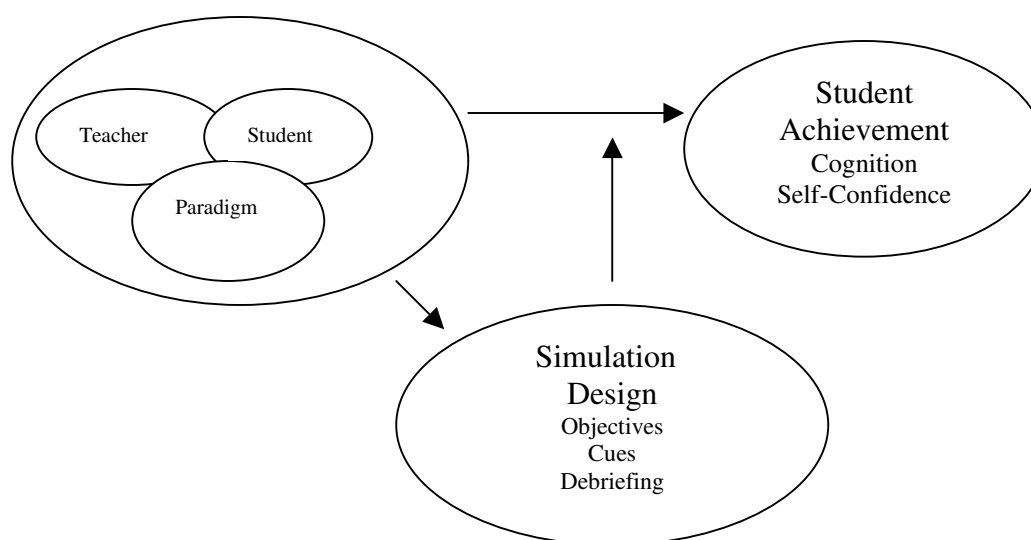 Teacher
Student
Paradigm
Student
Achievement
Cognition
Self-Confidence
Simulation
Design
Objectives
Cues
Debriefing